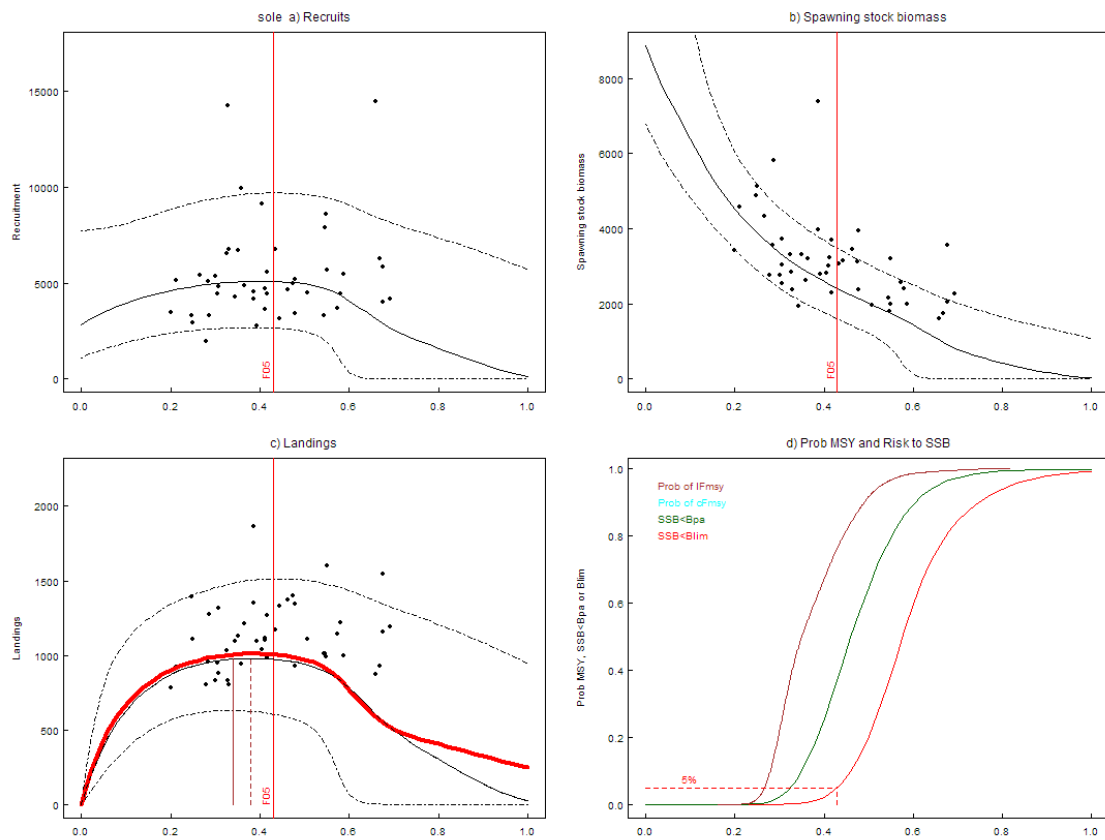 sole a) Recruits
Recruitment
15000
10000
5000
0
F05
0.0 0.2 0.4 0.6 0.8 1.0
b) Spawning stock biomass
Spawning stock biomass
8000
6000
4000
2000
0
F05
0.0 0.2 0.4 0.6 0.8 1.0
c) Landings
Landings
2000
1500
1000
500
0
F05
0.0 0.2 0.4 0.6 0.8 1.0
d) Prob MSY and Risk to SSB
Prob MSY, SSB<Bpa or Blim
1.0
0.8
0.6
0.4
0.2
0.0
Prob of lFmsy
Prob of cFmsy
SSB<Bpa
SSB<Blim
5%
0.0 0.2 0.4 0.6 0.8 1.0